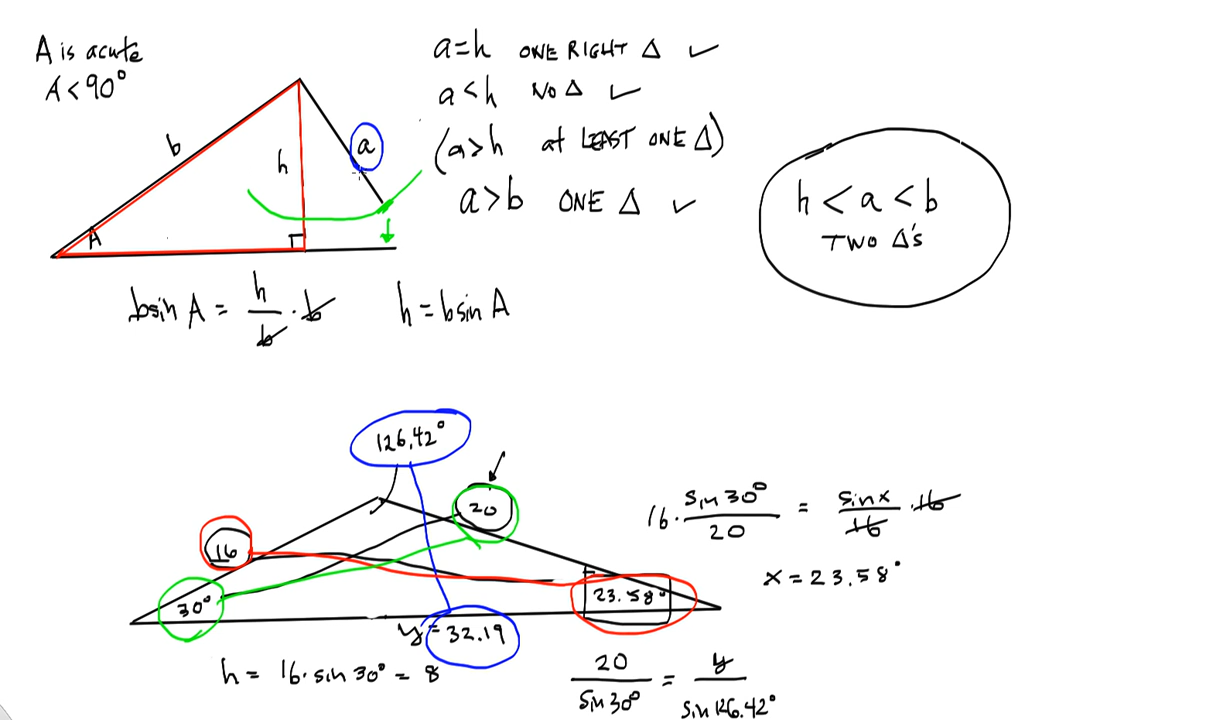 A is acute
A < 90°
b
h
a
A
a=h ONE RIGHT Δ ✓
a<h NO Δ ✓
(a>h at LEAST ONE Δ)
a>b ONE Δ ✓
h < a < b
TWO Δ's
bsin A = h/b · b
h = b sin A
126.42°
20
16
30°
23.58°
y = 32.19
h = 16·sin 30° = 8
16 · sin 30°/20 = sin x/16 · 16
x = 23.58°
20/sin 30° = y/sin 126.42°